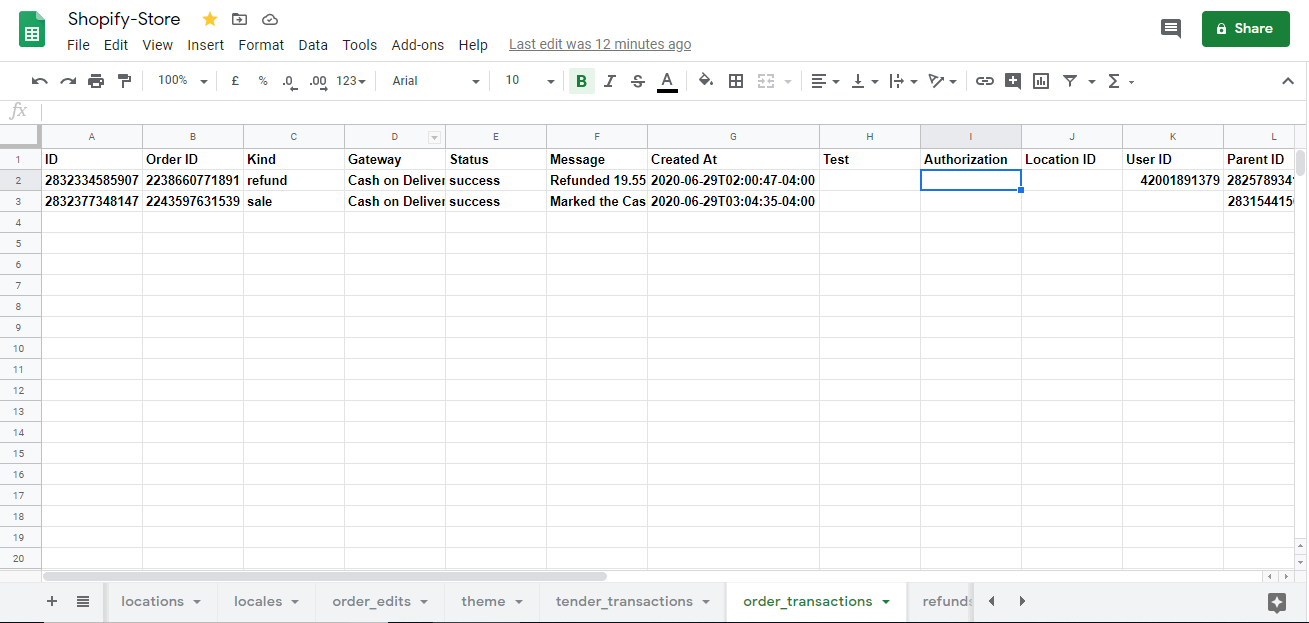 Shopify-Store
File Edit View Insert Format Data Tools Add-ons Help Last edit was 12 minutes ago
Share
100% £ % .0 .00 123 Arial 10 B I S A Σ
fx
A B C D E F G H I J K L
1 ID Order ID Kind Gateway Status Message Created At Test Authorization Location ID User ID Parent ID
2 2832334585907 2238660771891 refund Cash on Deliver success Refunded 19.55 2020-06-29T02:00:47-04:00 42001891379 282578934
3 2832377348147 2243597631539 sale Cash on Deliver success Marked the Cas 2020-06-29T03:04:35-04:00 283154415
4
5
6
7
8
9
10
11
12
13
14
15
16
17
18
19
20
+ locations locales order_edits theme tender_transactions order_transactions refunds